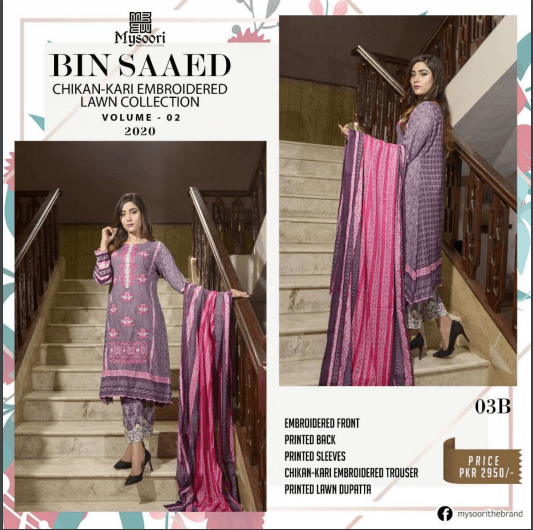 Mysoori
BIN SAAED
CHIKAN-KARI EMBROIDERED
LAWN COLLECTION
VOLUME - 02
2020
03B
EMBROIDERED FRONT
PRINTED BACK
PRINTED SLEEVES
CHIKAN-KARI EMBROIDERED TROUSER
PRINTED LAWN DUPATTA
PRICE
PKR 2950/-
mysoorithebrand